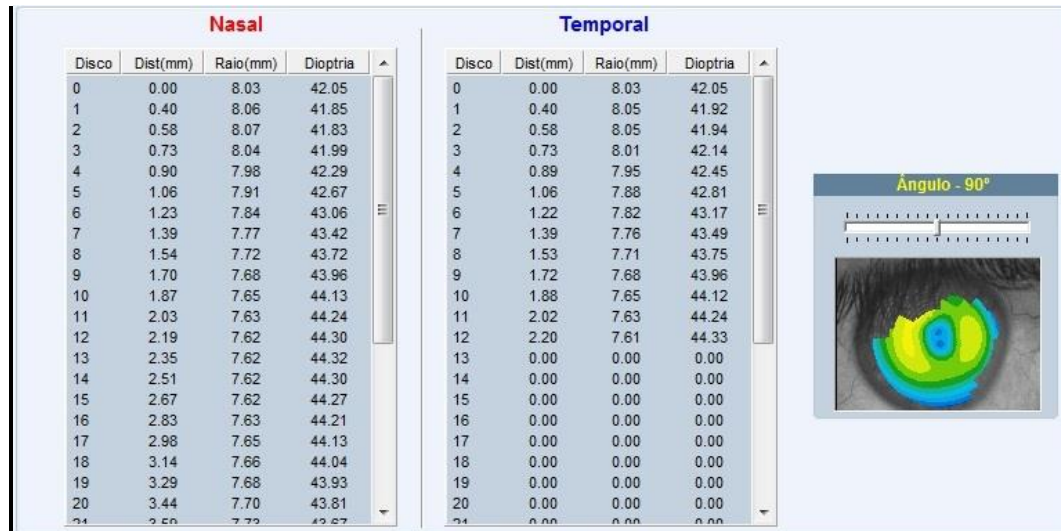 Nasal
Temporal
Disco Dist(mm) Raio(mm) Dioptria
Disco Dist(mm) Raio(mm) Dioptria
0 0.00 8.03 42.05
0 0.00 8.03 42.05
1 0.40 8.06 41.85
1 0.40 8.05 41.92
2 0.58 8.07 41.83
2 0.58 8.05 41.94
3 0.73 8.04 41.99
3 0.73 8.01 42.14
4 0.90 7.98 42.29
4 0.89 7.95 42.45
5 1.06 7.91 42.67
5 1.06 7.88 42.81
Ângulo - 90º
6 1.23 7.84 43.06
6 1.22 7.82 43.17
7 1.39 7.77 43.42
7 1.39 7.76 43.49
8 1.54 7.72 43.72
8 1.53 7.71 43.75
9 1.70 7.68 43.96
9 1.72 7.68 43.96
10 1.87 7.65 44.13
10 1.88 7.65 44.12
11 2.03 7.63 44.24
11 2.02 7.63 44.24
12 2.19 7.62 44.30
12 2.20 7.61 44.33
13 2.35 7.62 44.32
13 0.00 0.00 0.00
14 2.51 7.62 44.30
14 0.00 0.00 0.00
15 2.67 7.62 44.27
15 0.00 0.00 0.00
16 2.83 7.63 44.21
16 0.00 0.00 0.00
17 2.98 7.65 44.13
17 0.00 0.00 0.00
18 3.14 7.66 44.04
18 0.00 0.00 0.00
19 3.29 7.68 43.93
19 0.00 0.00 0.00
20 3.44 7.70 43.81
20 0.00 0.00 0.00
21 3.59 7.73 43.67
21 0.00 0.00 0.00